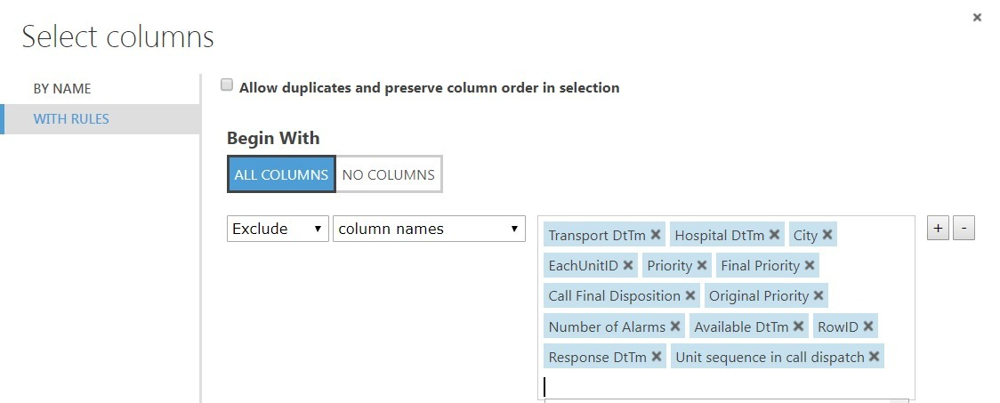 Select columns
BY NAME
WITH RULES
Allow duplicates and preserve column order in selection
Begin With
ALL COLUMNS NO COLUMNS
Exclude column names
Transport DtTm Hospital DtTm City
EachUnitID Priority Final Priority
Call Final Disposition Original Priority
Number of Alarms Available DtTm RowID
Response DtTm Unit sequence in call dispatch
+ -